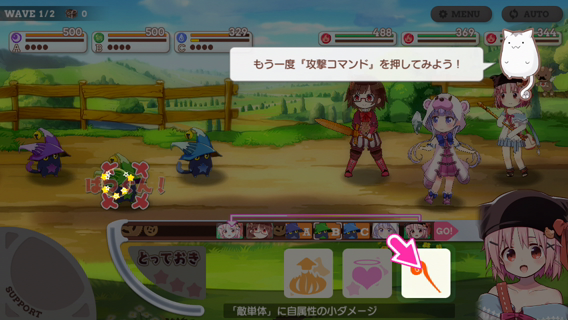 WAVE 1/2
0
MENU
AUTO
500
500
329
488
369
344
A
B
C
もう一度「攻撃コマンド」を押してみよう！
A
B
C
GO!
とっておき
SUPPORT
「敵単体」に自属性の小ダメージ